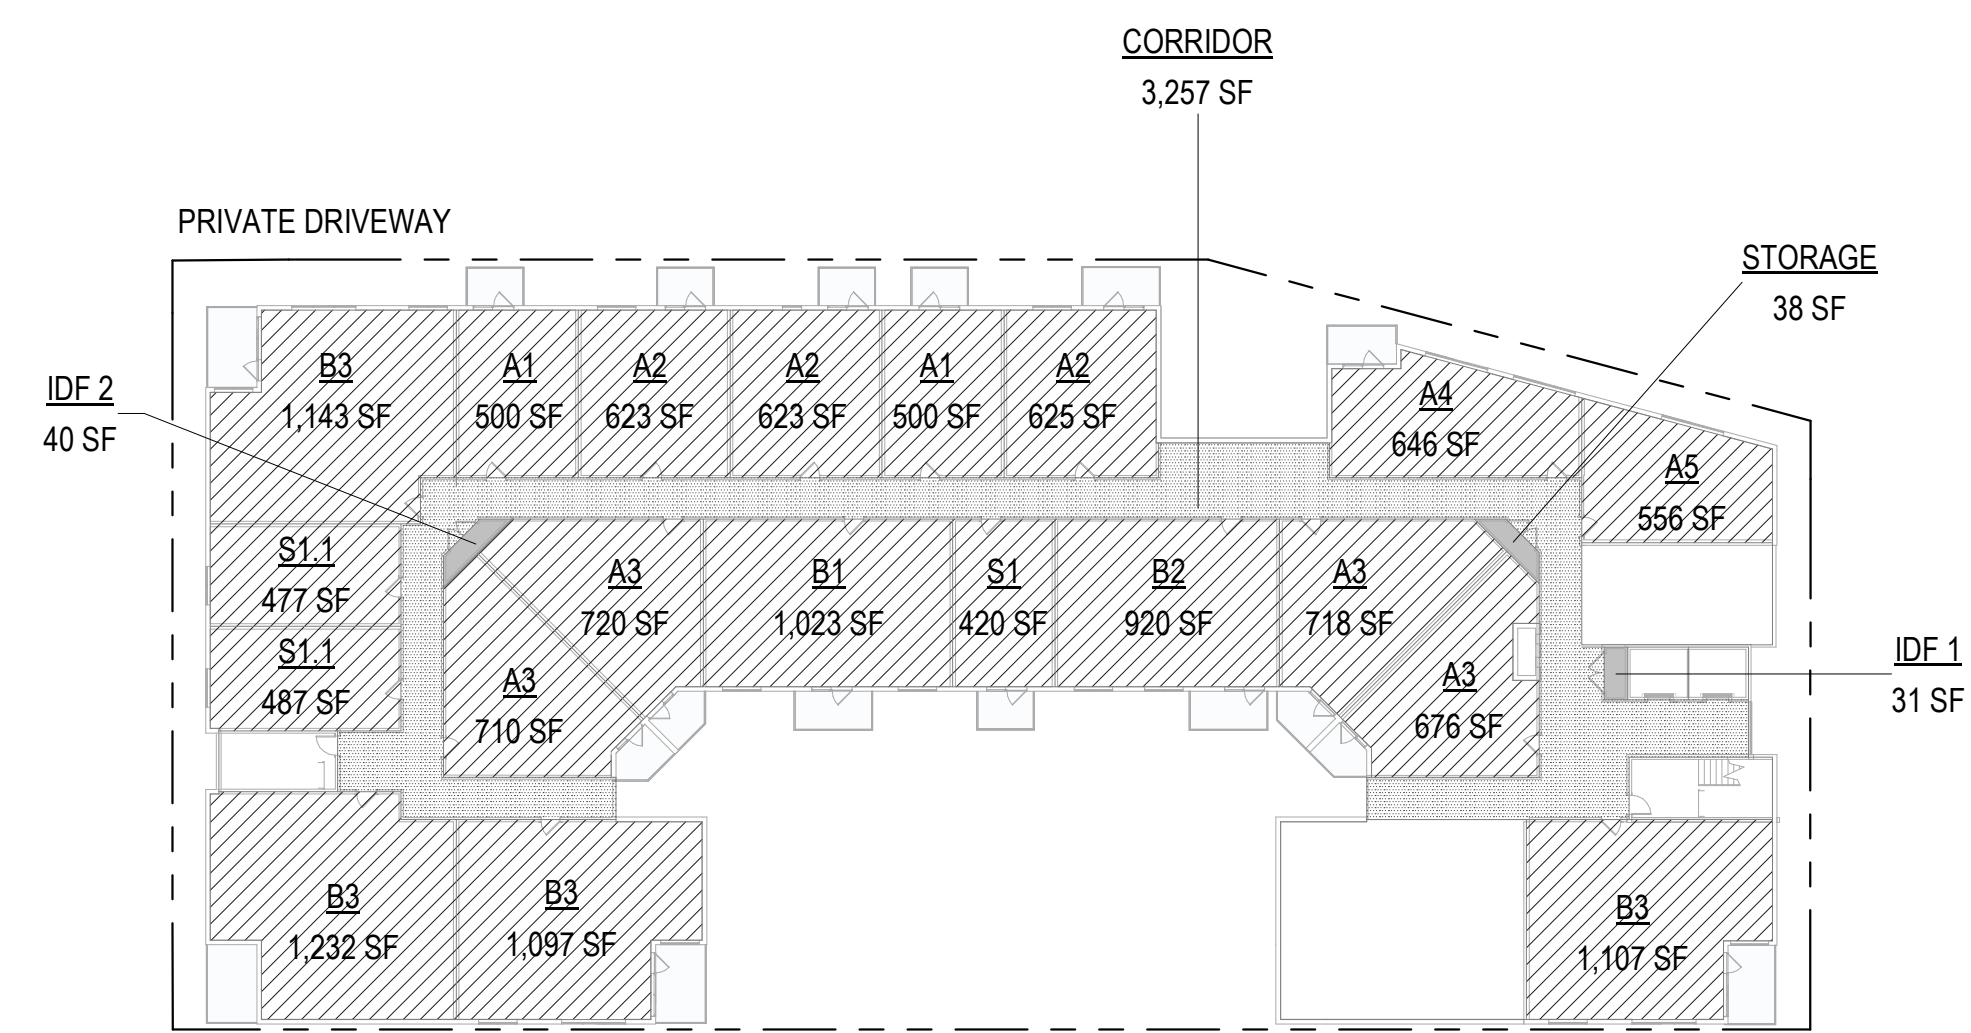 CORRIDOR
3,257 SF
PRIVATE DRIVEWAY
STORAGE
38 SF
IDF 2
40 SF
B3
1,143 SF
A1
500 SF
A2
623 SF
A2
623 SF
A1
500 SF
A2
625 SF
A4
646 SF
A5
556 SF
S1.1
477 SF
S1.1
487 SF
A3
720 SF
A3
710 SF
B1
1,023 SF
S1
420 SF
B2
920 SF
A3
718 SF
A3
676 SF
IDF 1
31 SF
B3
1,232 SF
B3
1,097 SF
B3
1,107 SF